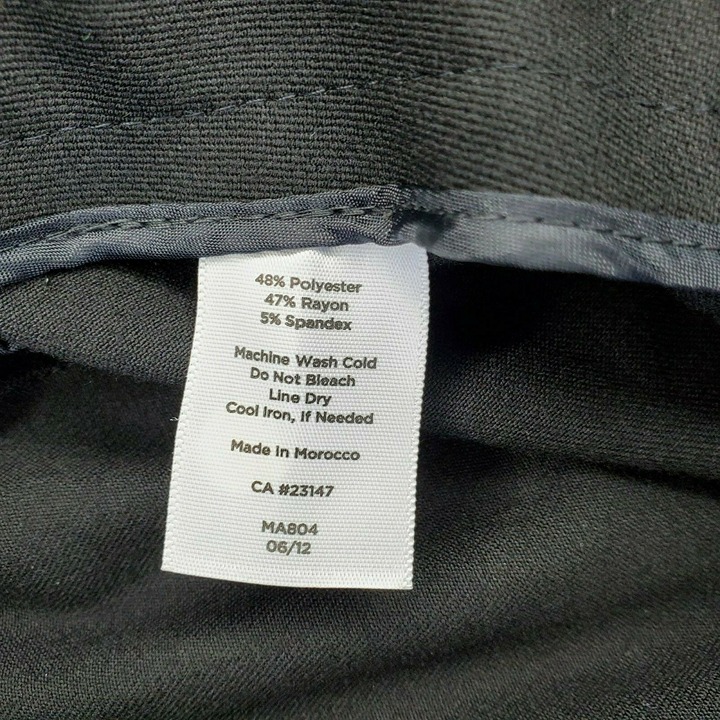 48% Polyester
47% Rayon
5% Spandex
Machine Wash Cold
Do Not Bleach
Line Dry
Cool Iron, If Needed
Made In Morocco
CA #23147
MA804
06/12